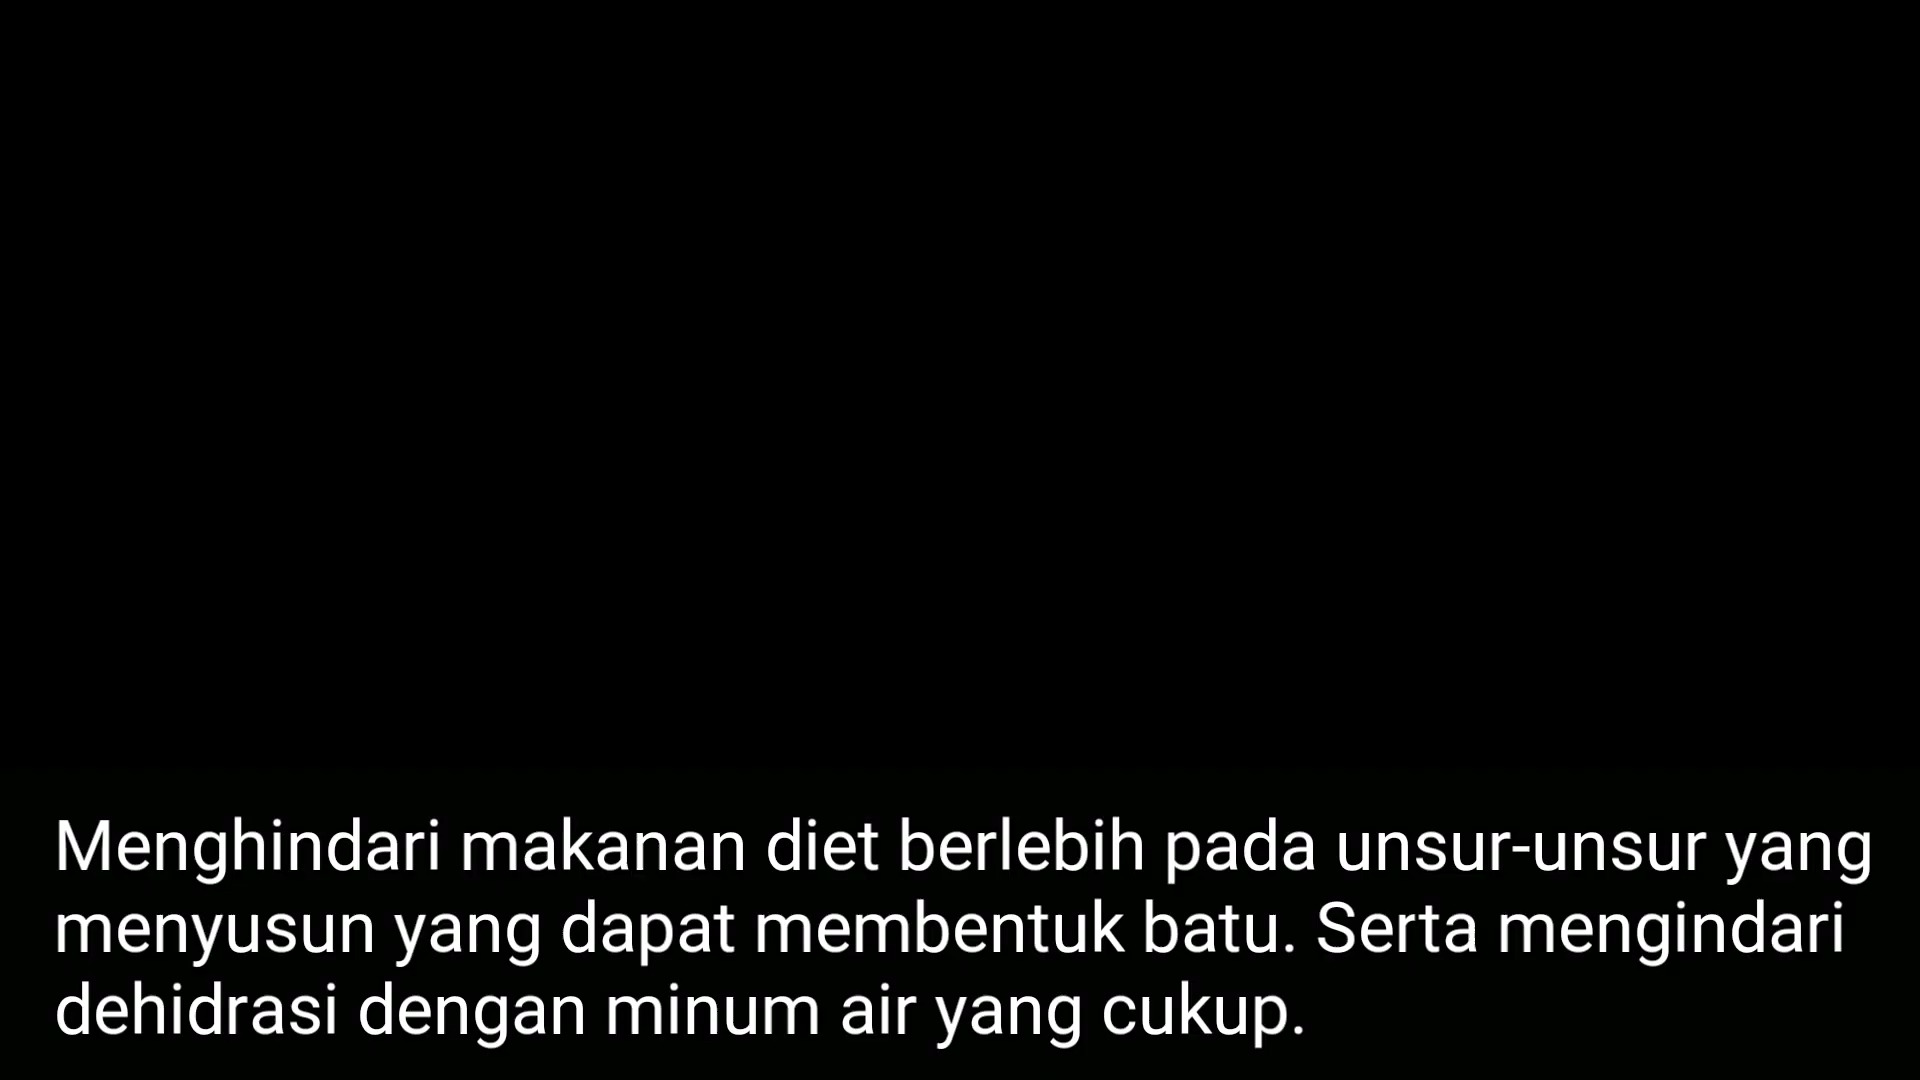 Menghindari makanan diet berlebih pada unsur-unsur yang
menyusun yang dapat membentuk batu. Serta mengindari
dehidrasi dengan minum air yang cukup.